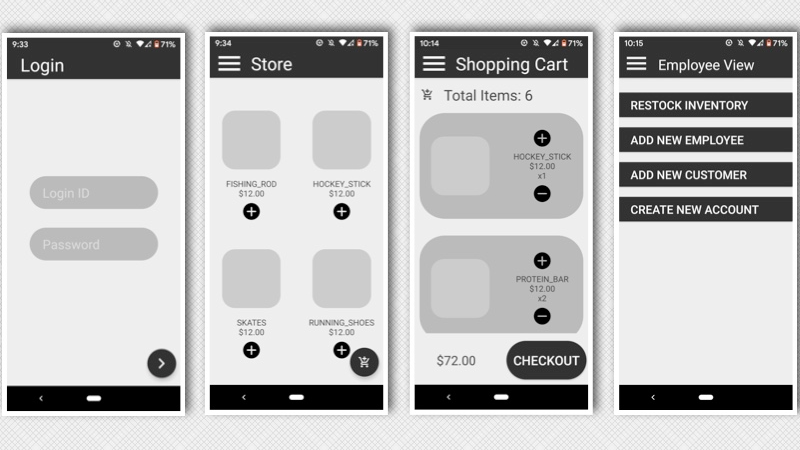 9:33
71%
Login
Login ID
Password
9:34
71%
Store
FISHING_ROD
$12.00
HOCKEY_STICK
$12.00
SKATES
$12.00
RUNNING_SHOES
$12.00
10:14
71%
Shopping Cart
Total Items: 6
HOCKEY_STICK
$12.00
x1
PROTEIN_BAR
$12.00
x2
$72.00
CHECKOUT
10:15
71%
Employee View
RESTOCK INVENTORY
ADD NEW EMPLOYEE
ADD NEW CUSTOMER
CREATE NEW ACCOUNT